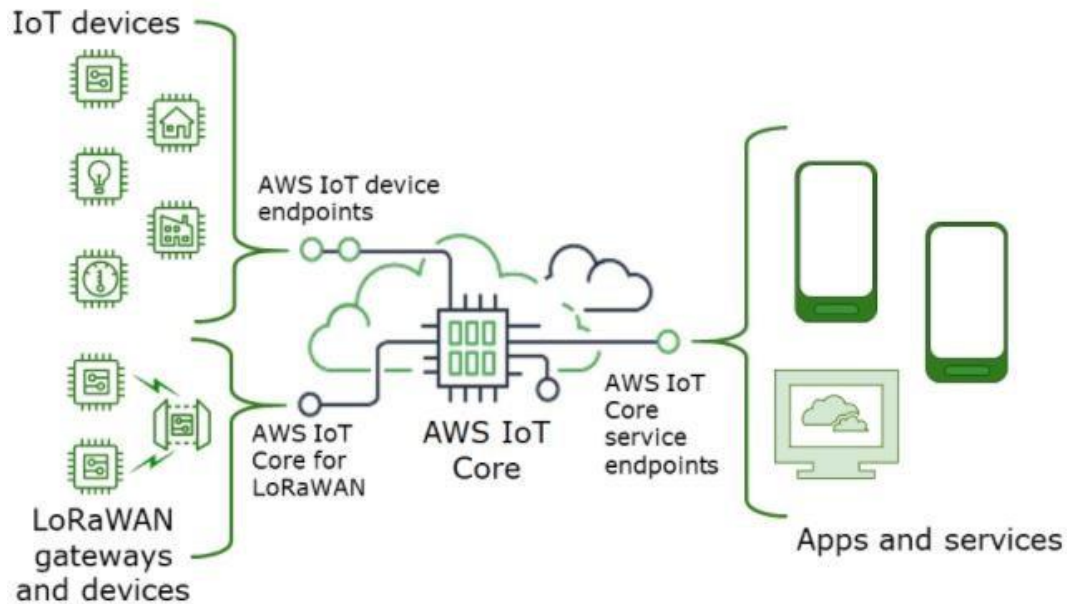 IoT devices
AWS IoT device
endpoints
AWS IoT
Core for
LoRaWAN
AWS IoT
Core
AWS IoT
Core
service
endpoints
LoRaWAN
gateways
and devices
Apps and services